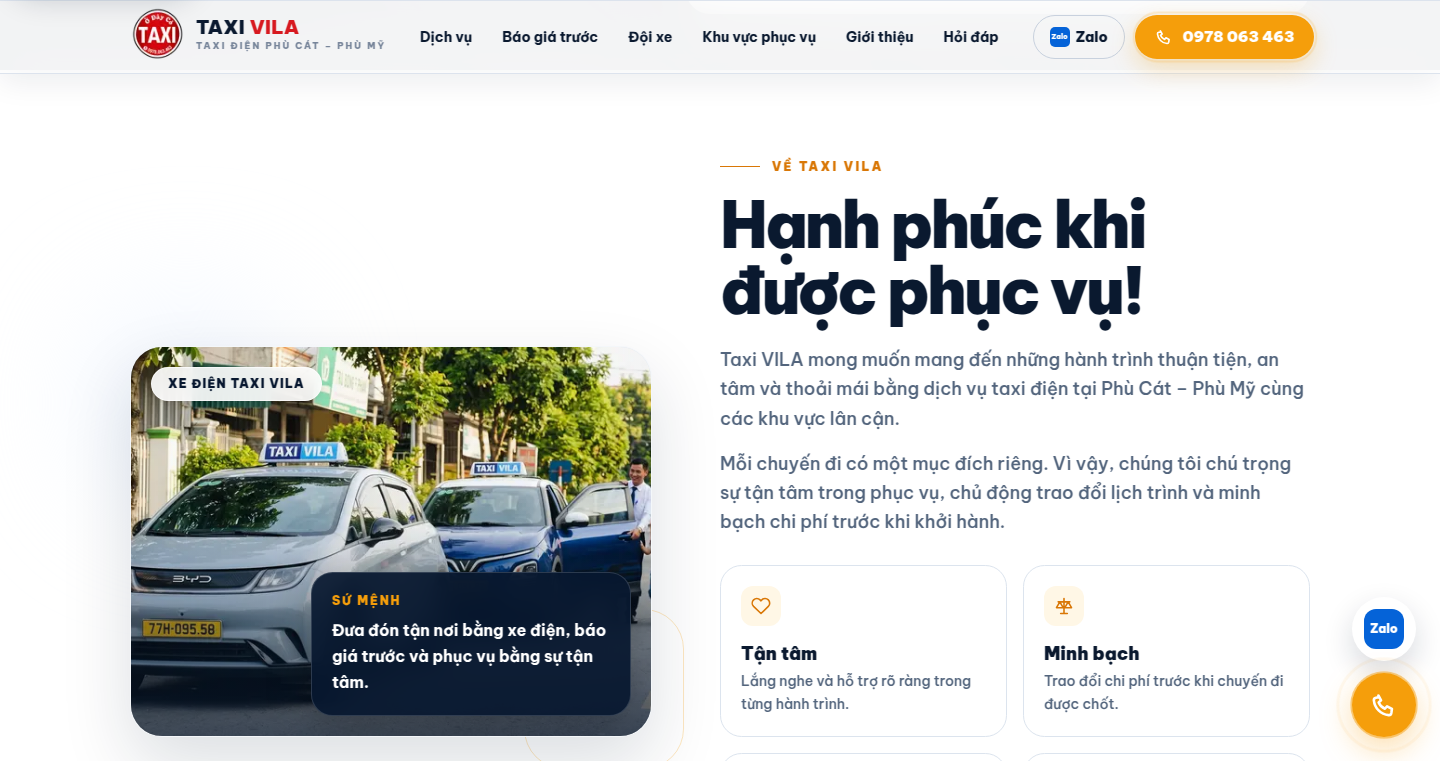 Ở Đây Có
TAXI
TAXI VILA
TAXI ĐIỆN PHÙ CÁT – PHÙ MỸ
Dịch vụ
Báo giá trước
Đội xe
Khu vực phục vụ
Giới thiệu
Hỏi đáp
Zalo
Zalo
0978 063 463
VỀ TAXI VILA
Hạnh phúc khi
được phục vụ!
Taxi VILA mong muốn mang đến những hành trình thuận tiện, an
tâm và thoải mái bằng dịch vụ taxi điện tại Phù Cát – Phù Mỹ cùng
các khu vực lân cận.
Mỗi chuyến đi có một mục đích riêng. Vì vậy, chúng tôi chú trọng
sự tận tâm trong phục vụ, chủ động trao đổi lịch trình và minh
bạch chi phí trước khi khởi hành.
XE ĐIỆN TAXI VILA
TAXI VILA
TAXI VILA
BYD
77H-095.58
SỨ MỆNH
Đưa đón tận nơi bằng xe điện, báo
giá trước và phục vụ bằng sự tận
tâm.
Tận tâm
Lắng nghe và hỗ trợ rõ ràng trong
từng hành trình.
Minh bạch
Trao đổi chi phí trước khi chuyến đi
được chốt.
Zalo